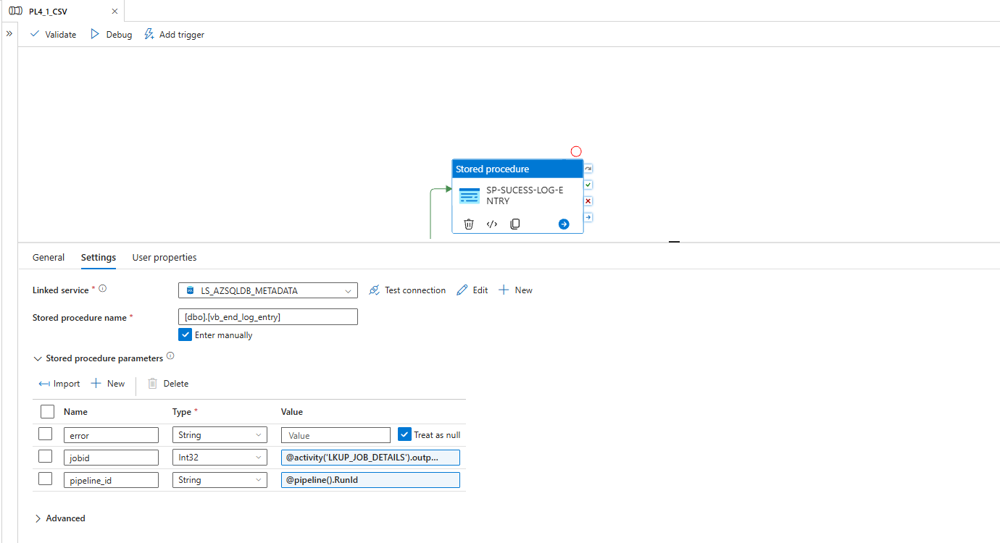 PL4_1_CSV
Validate Debug Add trigger
Stored procedure
SP-SUCESS-LOG-E
NTRY
General Settings User properties
Linked service * LS_AZSQLDB_METADATA Test connection Edit New
Stored procedure name * [dbo].[vb_end_log_entry]
Enter manually
Stored procedure parameters
Import New Delete
Name Type * Value
error String Value Treat as null
jobid Int32 @activity('LKUP_JOB_DETAILS').outp...
pipeline_id String @pipeline().RunId
Advanced